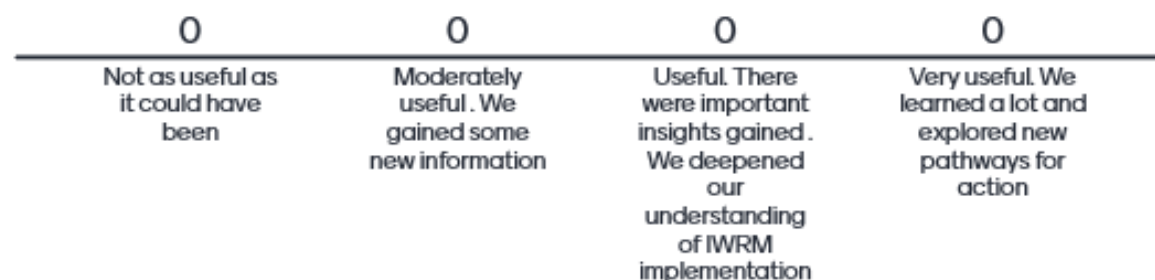 0 0 0 0
Not as useful as
it could have
been
Moderately
useful . We
gained some
new information
Useful. There
were important
insights gained .
We deepened
our
understanding
of IWRM
implementation
Very useful. We
learned a lot and
explored new
pathways for
action